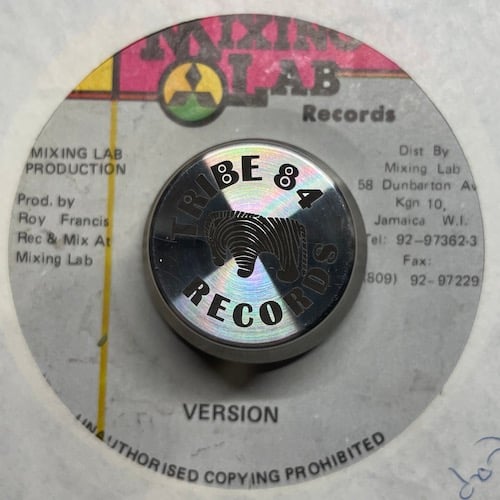 MIXING
LAB
Records
MIXING LAB
PRODUCTION
Prod. by
Roy Francis
Rec & Mix At
Mixing Lab
Dist By
Mixing Lab
58 Dunbarton Av
Kgn 10,
Jamaica W.I.
Tel: 92-97362-3
Fax:
(809) 92-97229
TRIBE 84
RECORDS
VERSION
UNAUTHORISED COPYING PROHIBITED